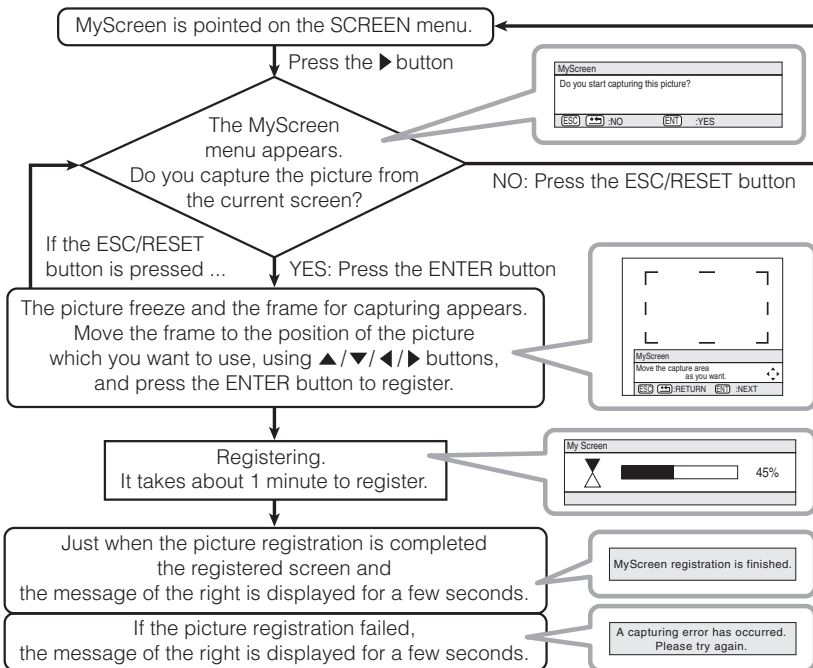 MyScreen is pointed on the SCREEN menu.
Press the ▶ button
MyScreen
Do you start capturing this picture?
ESC :NO ENT :YES
The MyScreen
menu appears.
Do you capture the picture from
the current screen?
NO: Press the ESC/RESET button
If the ESC/RESET
button is pressed ...
YES: Press the ENTER button
The picture freeze and the frame for capturing appears.
Move the frame to the position of the picture
which you want to use, using ▲/▼/◀/▶ buttons,
and press the ENTER button to register.
MyScreen
Move the capture area
as you want.
ESC :RETURN ENT :NEXT
Registering.
It takes about 1 minute to register.
My Screen
45%
Just when the picture registration is completed
the registered screen and
the message of the right is displayed for a few seconds.
MyScreen registration is finished.
If the picture registration failed,
the message of the right is displayed for a few seconds.
A capturing error has occurred.
Please try again.